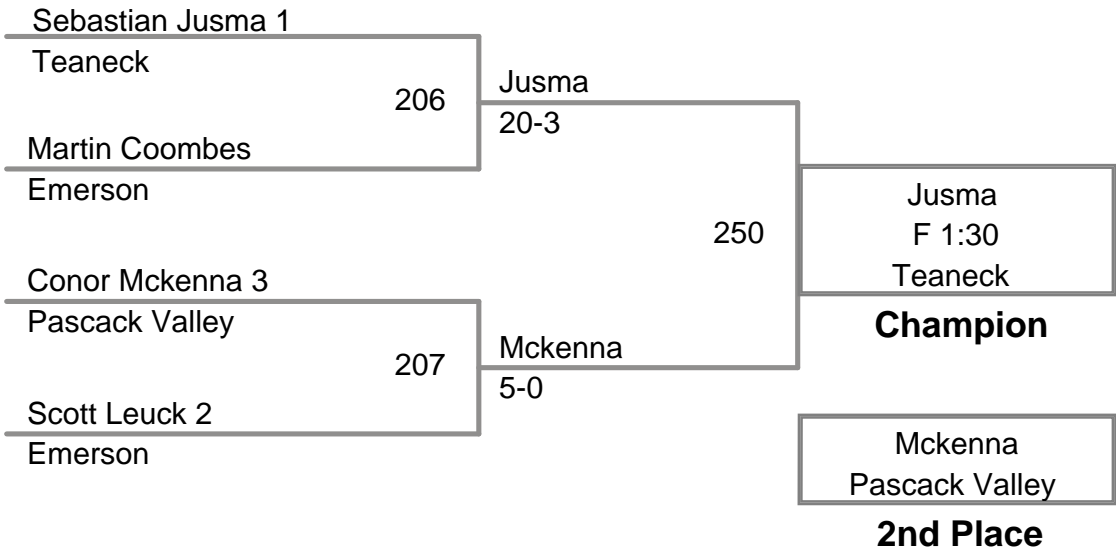 Sebastian Jusma 1
Teaneck
206
Martin Coombes
Emerson
Jusma
20-3
Conor Mckenna 3
Pascack Valley
207
Scott Leuck 2
Emerson
Mckenna
5-0
250
Jusma
F 1:30
Teaneck
Champion
Mckenna
Pascack Valley
2nd Place